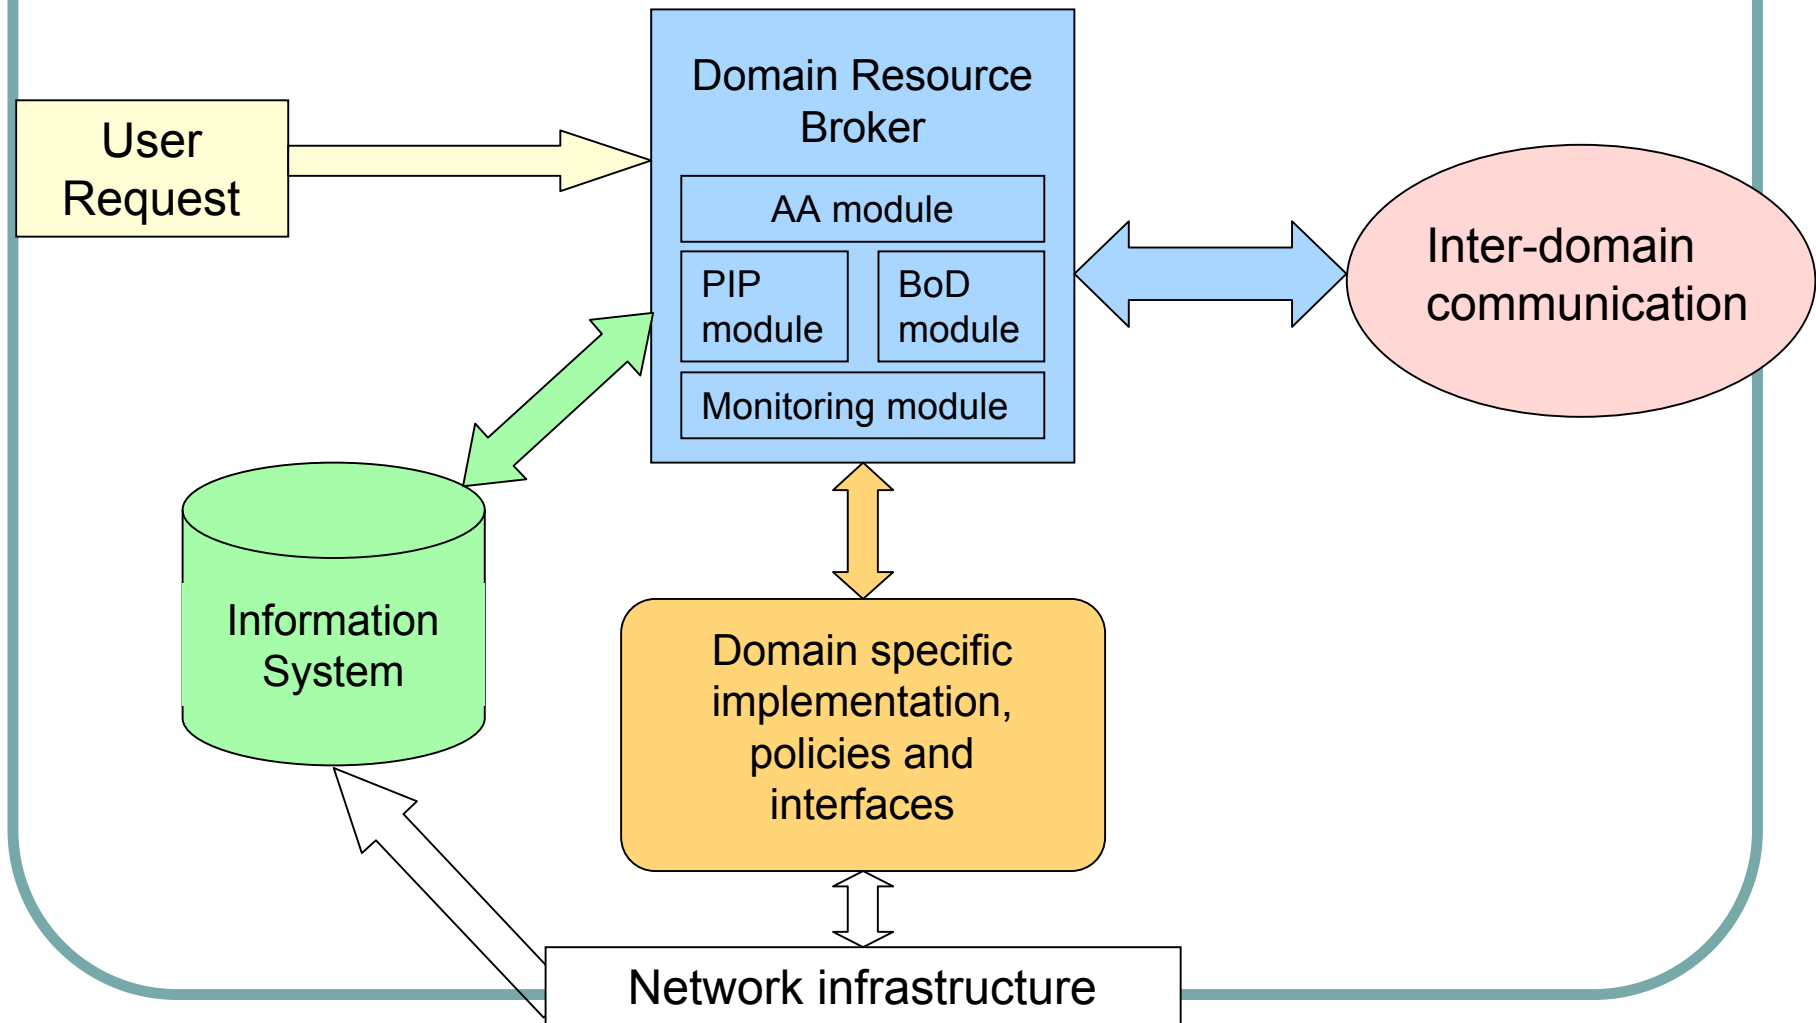 Domain Resource
Broker
User
Request
AA module
PIP
module
BoD
module
Monitoring module
Inter-domain
communication
Information
System
Domain specific
implementation,
policies and
interfaces
Network infrastructure